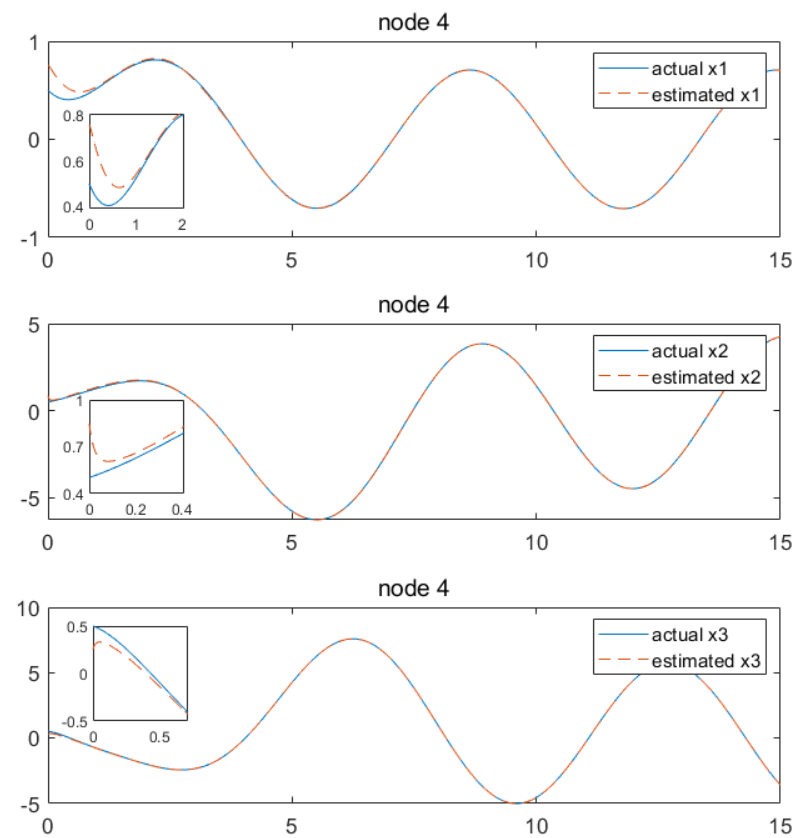 node 4
1
actual x1
estimated x1
0.8
0
0.6
0.4
0 1 2
-1
0 5 10 15
node 4
5
actual x2
estimated x2
1
0
0.7
0.4
-5
0 0.2 0.4
0 5 10 15
node 4
10
0.5
actual x3
estimated x3
5
0
-0.5
0
0 0.5
-5
0 5 10 15